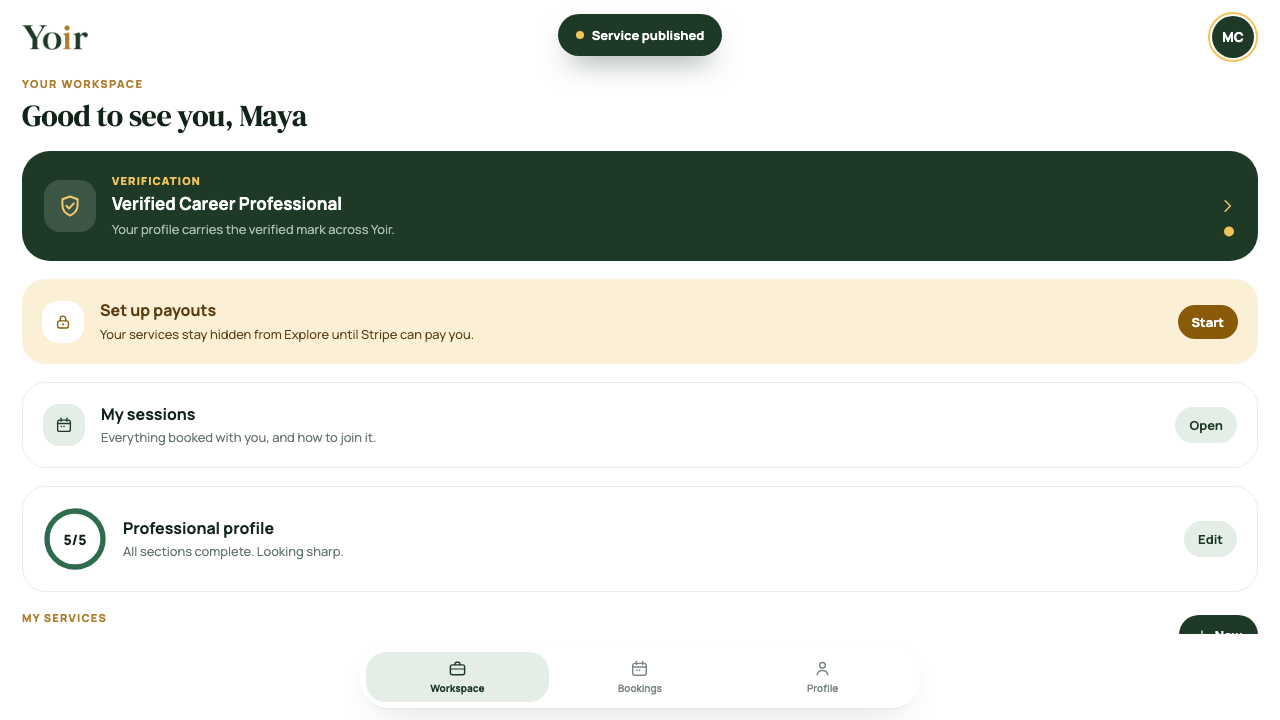 Yoir
Service published
MC
YOUR WORKSPACE
Good to see you, Maya
VERIFICATION
Verified Career Professional
Your profile carries the verified mark across Yoir.
Set up payouts
Your services stay hidden from Explore until Stripe can pay you.
Start
My sessions
Everything booked with you, and how to join it.
Open
5/5
Professional profile
All sections complete. Looking sharp.
Edit
MY SERVICES
+ New
Workspace
Bookings
Profile